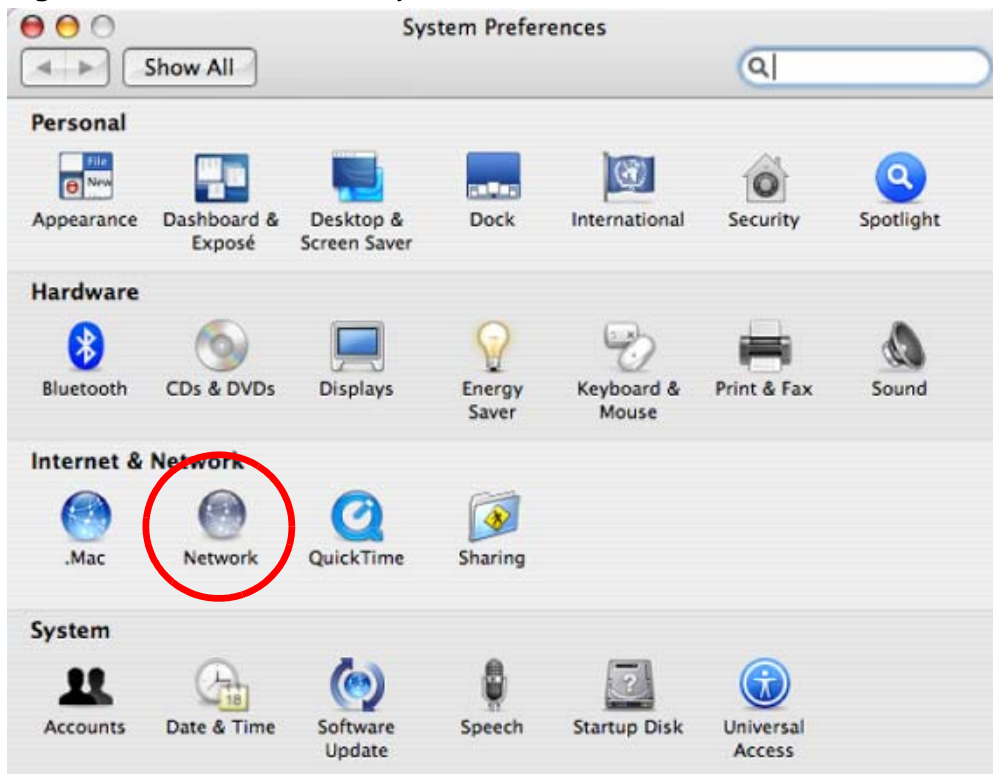 System Preferences
Show All
Personal
File
New
Appearance
Dashboard &
Exposé
Desktop &
Screen Saver
Dock
International
Security
Spotlight
Hardware
Bluetooth
CDs & DVDs
Displays
Energy
Saver
Keyboard &
Mouse
Print & Fax
Sound
Internet & Network
.Mac
Network
QuickTime
Sharing
System
18
?
Accounts
Date & Time
Software
Update
Speech
Startup Disk
Universal
Access